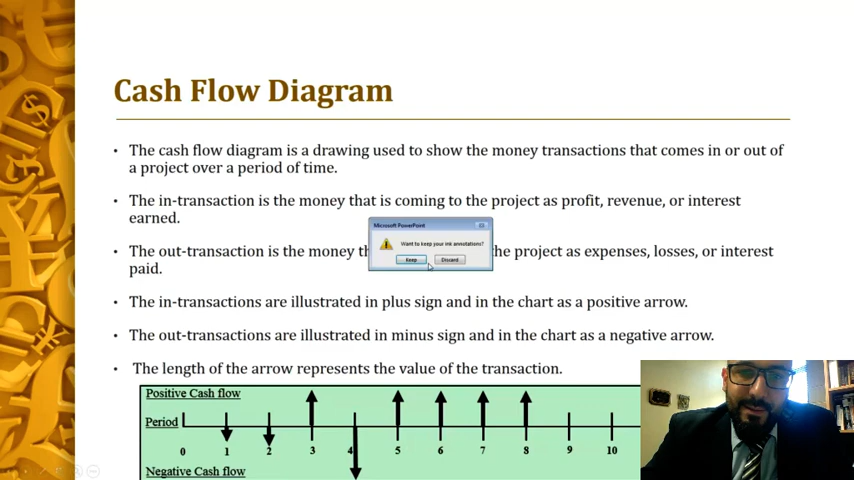 Cash Flow Diagram
• The cash flow diagram is a drawing used to show the money transactions that comes in or out of
a project over a period of time.
• The in-transaction is the money that is coming to the project as profit, revenue, or interest
earned.
Microsoft PowerPoint
Want to keep your ink annotations?
Keep Discard
• The out-transaction is the money the project as expenses, losses, or interest
paid.
• The in-transactions are illustrated in plus sign and in the chart as a positive arrow.
• The out-transactions are illustrated in minus sign and in the chart as a negative arrow.
• The length of the arrow represents the value of the transaction.
Positive Cash flow
Period
0 1 2 3 4 5 6 7 8 9 10
Negative Cash flow